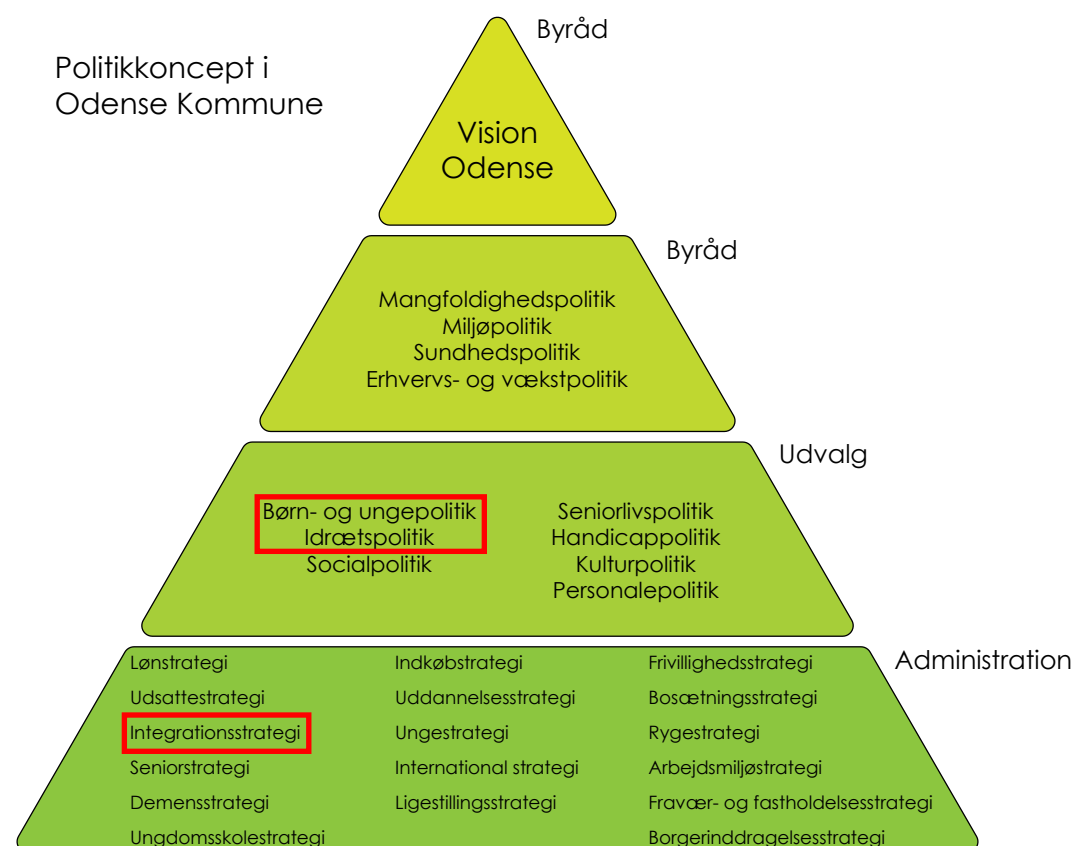 Politikkoncept i
Odense Kommune
Byråd
Vision
Odense
Byråd
Mangfoldighedspolitik
Miljøpolitik
Sundhedspolitik
Erhvervs- og vækstpolitik
Udvalg
Børn- og ungepolitik
Idrætspolitik
Socialpolitik
Seniorlivspolitik
Handicappolitik
Kulturpolitik
Personalepolitik
Administration
Lønstrategi
Udsattestrategi
Integrationsstrategi
Seniorstrategi
Demensstrategi
Ungdomsskolestrategi
Indkøbstrategi
Uddannelsesstrategi
Ungestrategi
International strategi
Ligestillingsstrategi
Frivillighedsstrategi
Bosætningsstrategi
Rygestrategi
Arbejdsmiljøstrategi
Fravær- og fastholdelsesstrategi
Borgerinddragelsesstrategi